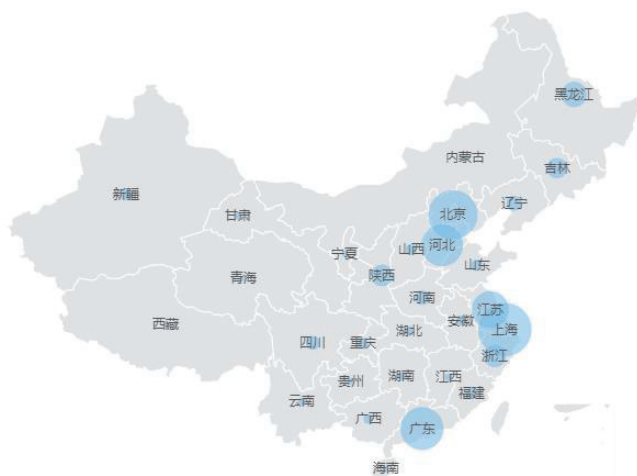 黑龙江
内蒙古
吉林
新疆
辽宁
甘肃
北京
河北
宁夏
山西
山东
青海
陕西
河南
江苏
西藏
安徽
上海
湖北
四川
重庆
浙江
贵州
湖南
江西
福建
云南
广西
广东
海南